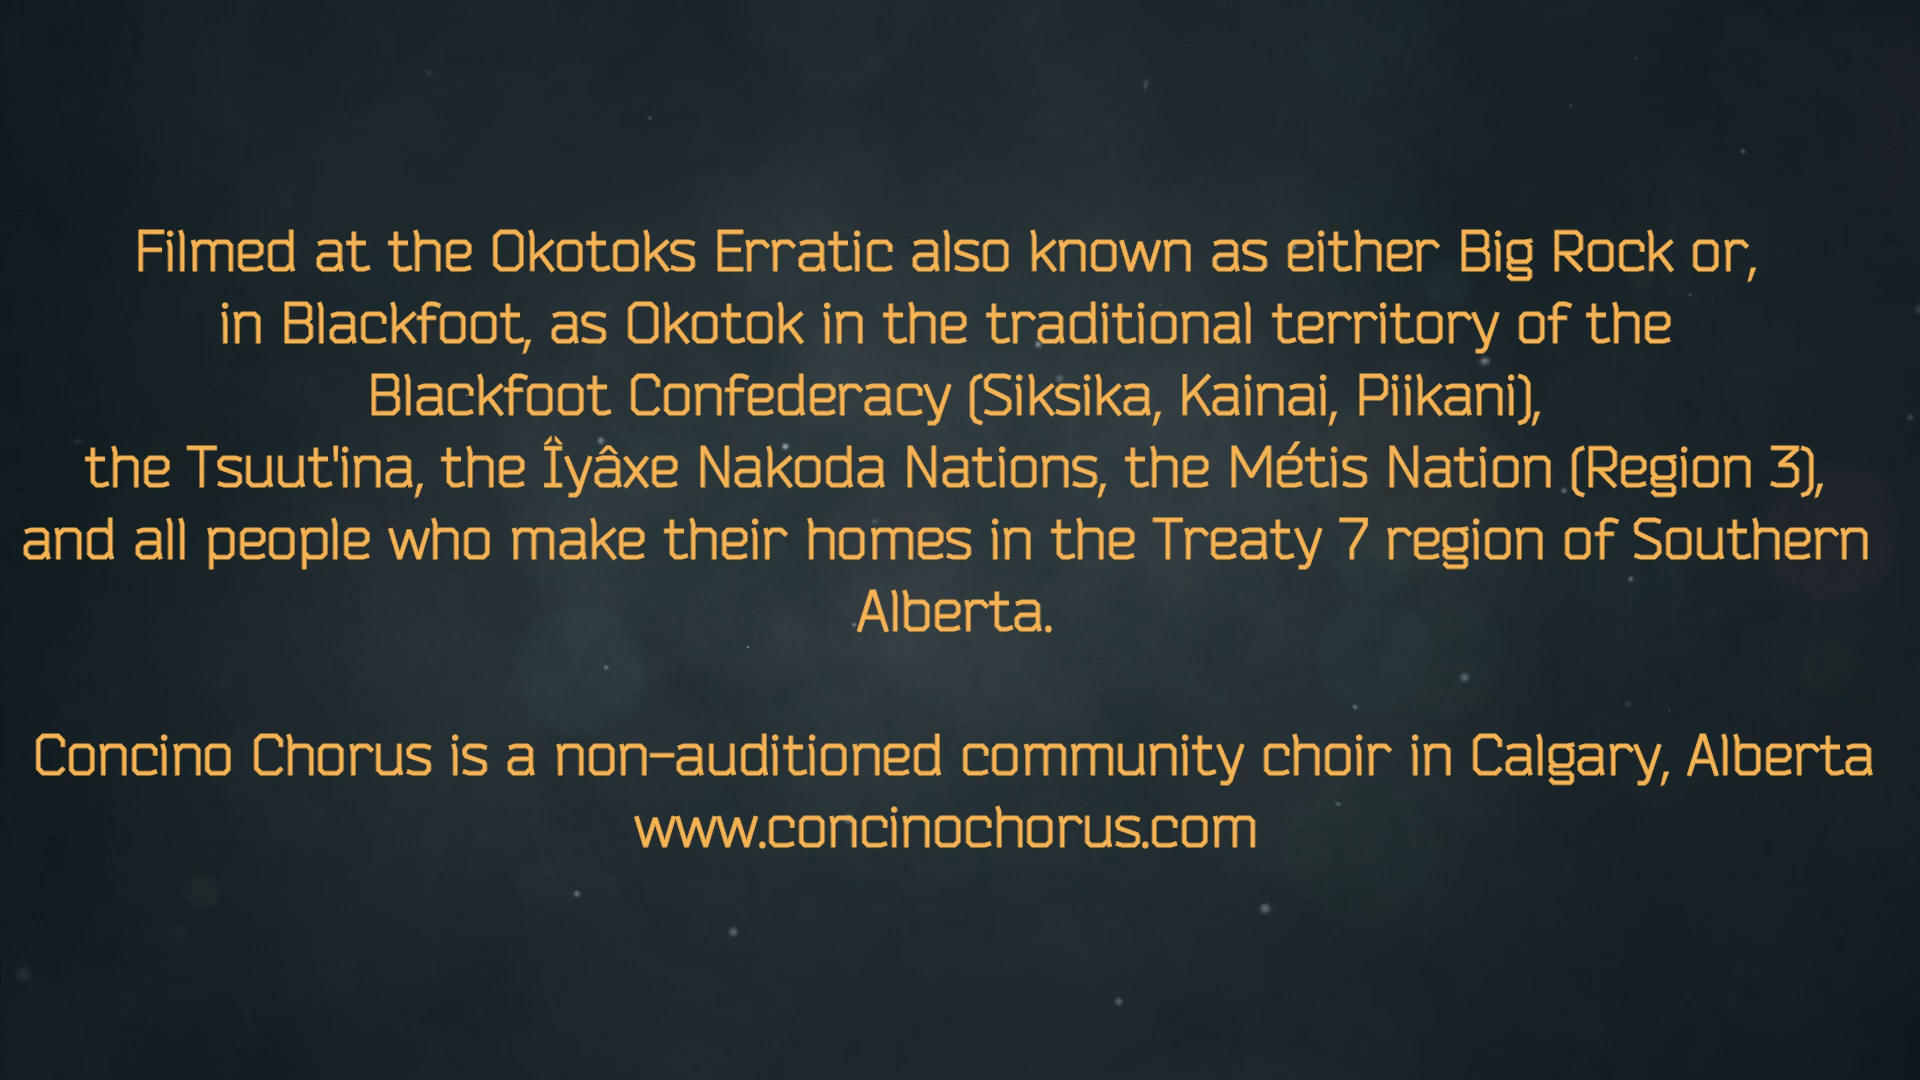 Filmed at the Okotoks Erratic also known as either Big Rock or,
in Blackfoot, as Okotok in the traditional territory of the
Blackfoot Confederacy (Siksika, Kainai, Piikani),
the Tsuut'ina, the Îyâxe Nakoda Nations, the Métis Nation (Region 3),
and all people who make their homes in the Treaty 7 region of Southern
Alberta.
Concino Chorus is a non-auditioned community choir in Calgary, Alberta
www.concinochorus.com